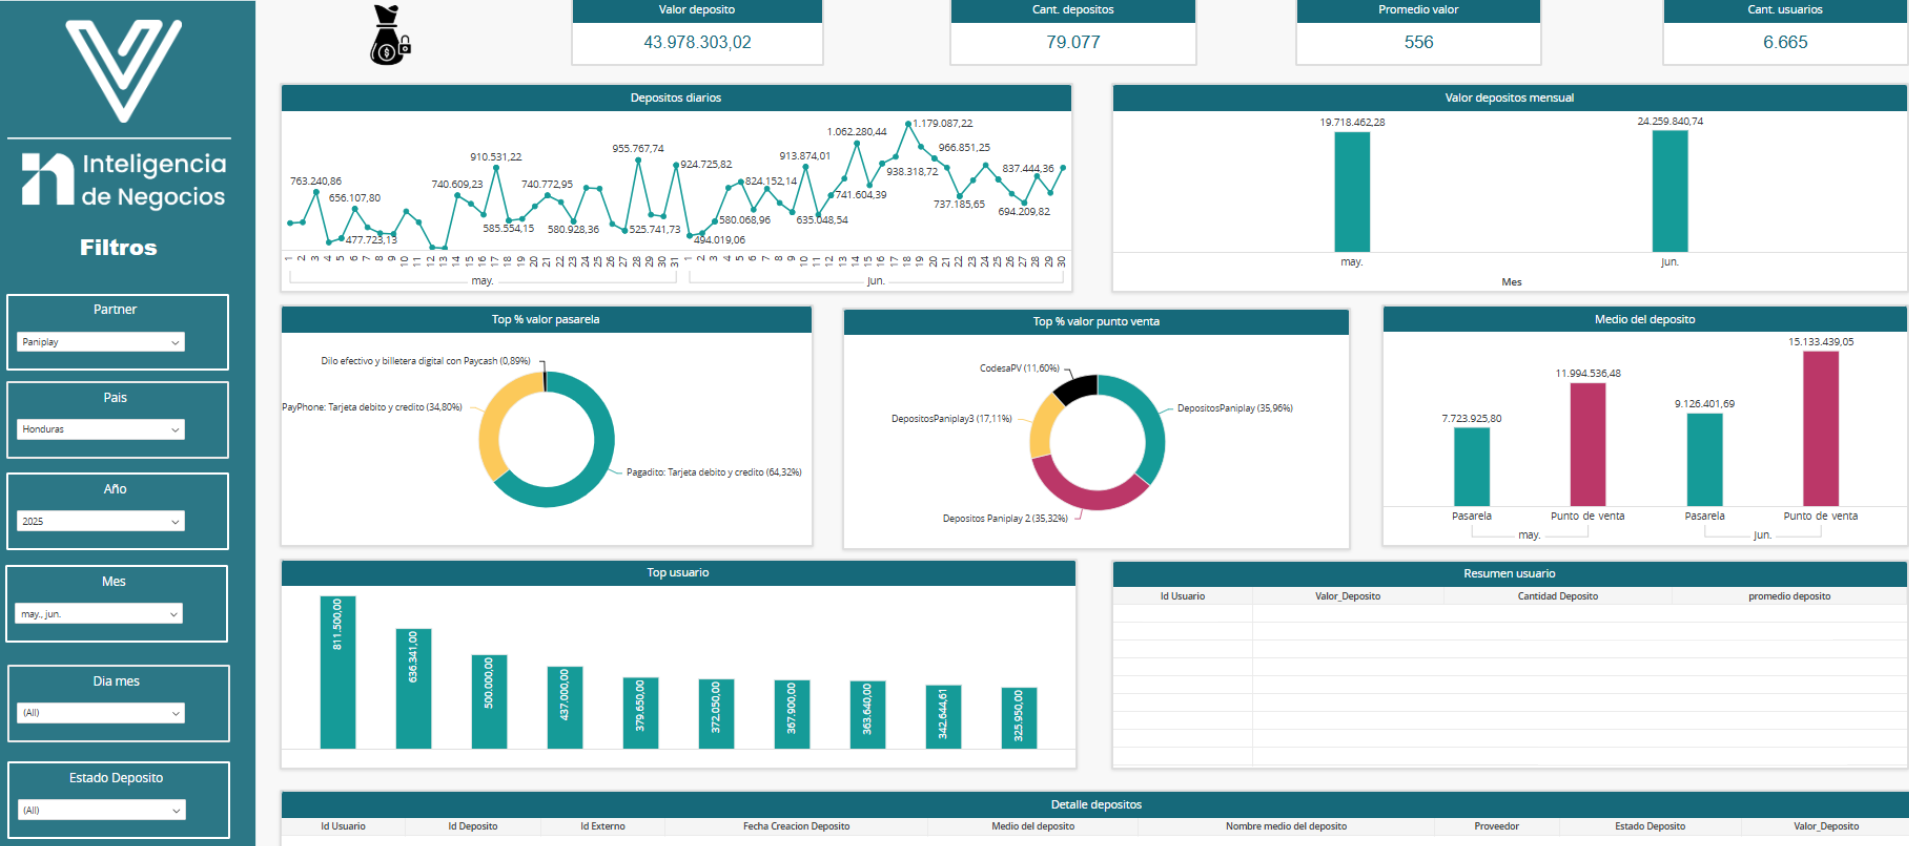 Inteligencia
de Negocios
Filtros
Partner
Paniplay
Pais
Honduras
Año
2025
Mes
may., jun.
Dia mes
(All)
Estado Deposito
(All)
Valor deposito
43.978.303,02
Cant. depositos
79.077
Promedio valor
556
Cant. usuarios
6.665
Depositos diarios
763.240,86
656.107,80
477.723,13
740.609,23
910.531,22
585.554,15
740.772,95
580.928,36
955.767,74
525.741,73
924.725,82
494.019,06
580.068,96
824.152,14
913.874,01
635.048,54
1.062.280,44
741.604,39
1.179.087,22
938.318,72
966.851,25
737.185,65
694.209,82
837.444,36
1 2 3 4 5 6 7 8 9 10 11 12 13 14 15 16 17 18 19 20 21 22 23 24 25 26 27 28 29 30 31 1 2 3 4 5 6 7 8 9 10 11 12 13 14 15 16 17 18 19 20 21 22 23 24 25 26 27 28 29 30
may. jun.
Valor depositos mensual
19.718.462,28
24.259.840,74
may. jun.
Mes
Top % valor pasarela
Dilo efectivo y billetera digital con Paycash (0,89%)
PayPhone: Tarjeta debito y credito (34,80%)
Pagadito: Tarjeta debito y credito (64,32%)
Top % valor punto venta
CodesaPV (11,60%)
DepositosPaniplay (35,96%)
DepositosPaniplay3 (17,11%)
Depositos Paniplay 2 (35,32%)
Medio del deposito
15.133.439,05
11.994.536,48
9.126.401,69
7.723.925,80
Pasarela Punto de venta Pasarela Punto de venta
may. jun.
Top usuario
811.500,00
636.341,00
500.000,00
437.000,00
379.650,00
372.050,00
367.900,00
363.640,00
342.644,61
325.950,00
Resumen usuario
Id Usuario Valor_Deposito Cantidad Deposito promedio deposito
Detalle depositos
Id Usuario Id Deposito Id Externo Fecha Creacion Deposito Medio del deposito Nombre medio del deposito Proveedor Estado Deposito Valor_Deposito